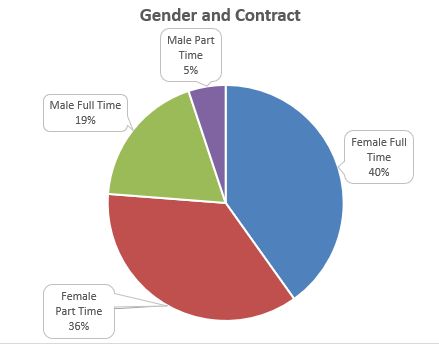 Gender and Contract
Male Part
Time
5%
Male Full Time
19%
Female Full
Time
40%
Female
Part Time
36%